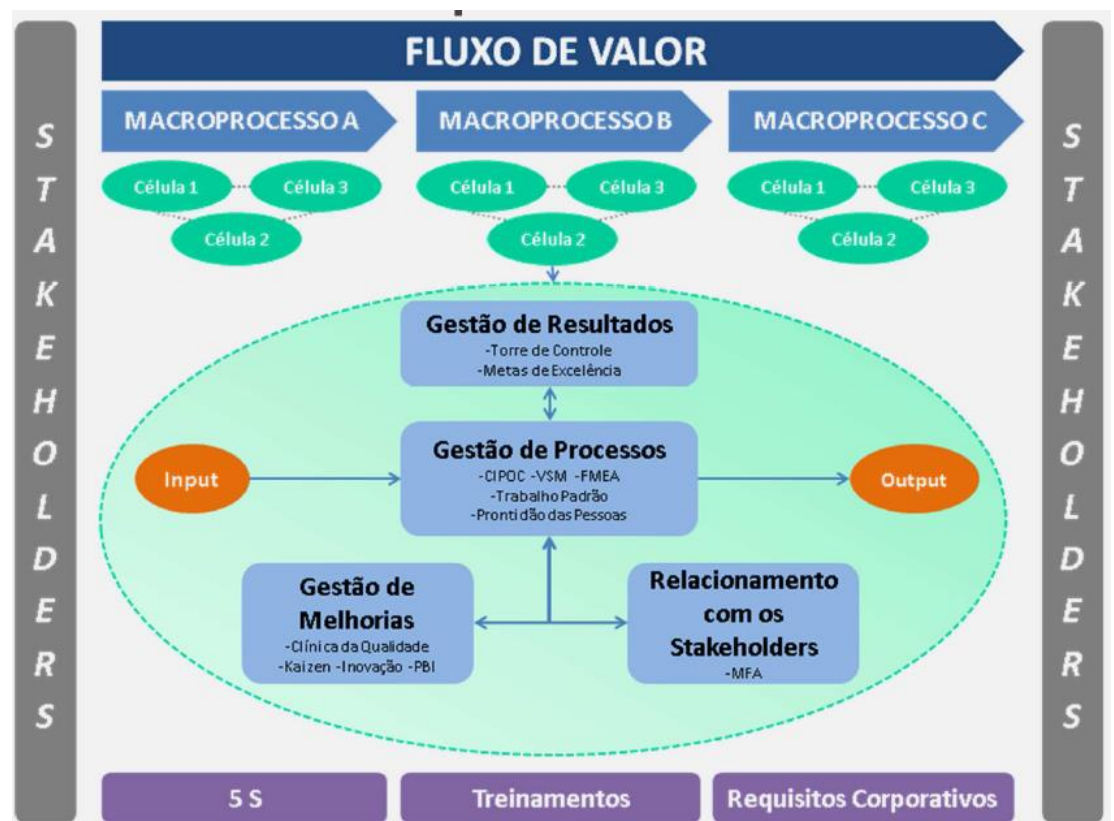 FLUXO DE VALOR
STAKEHOLDERS
MACROPROCESSO A
MACROPROCESSO B
MACROPROCESSO C
Célula 1
Célula 3
Célula 2
Célula 1
Célula 3
Célula 2
Célula 1
Célula 3
Célula 2
Gestão de Resultados
-Torre de Controle
-Metas de Excelência
Input
Gestão de Processos
-CIPOC -VSM -FMEA
-Trabalho Padrão
-Prontidão das Pessoas
Output
Gestão de
Melhorias
-Clínica da Qualidade
-Kaizen -Inovação -PBI
Relacionamento
com os
Stakeholders
-MFA
5 S
Treinamentos
Requisitos Corporativos
STAKEHOLDERS